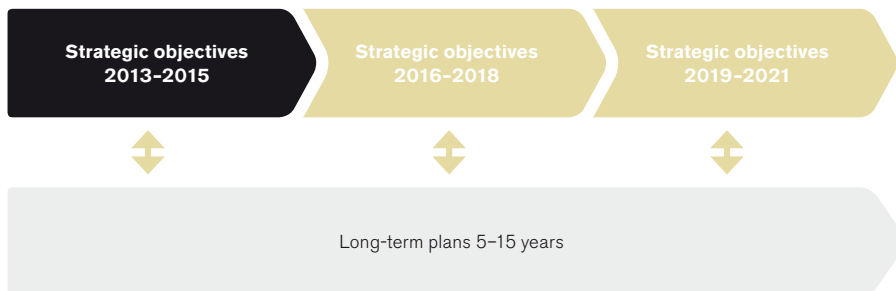 Strategic objectives
2013–2015
Strategic objectives
2016–2018
Strategic objectives
2019–2021
Long-term plans 5–15 years